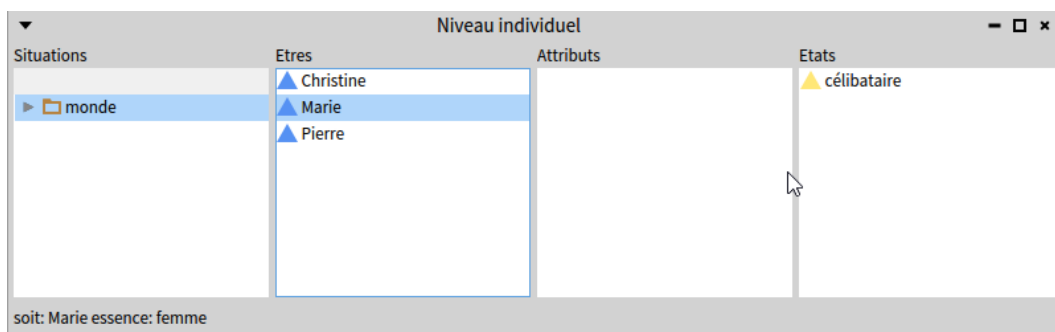 Niveau individuel
Situations Etres Attributs Etats
Christine célibataire
monde Marie
Pierre
soit: Marie essence: femme